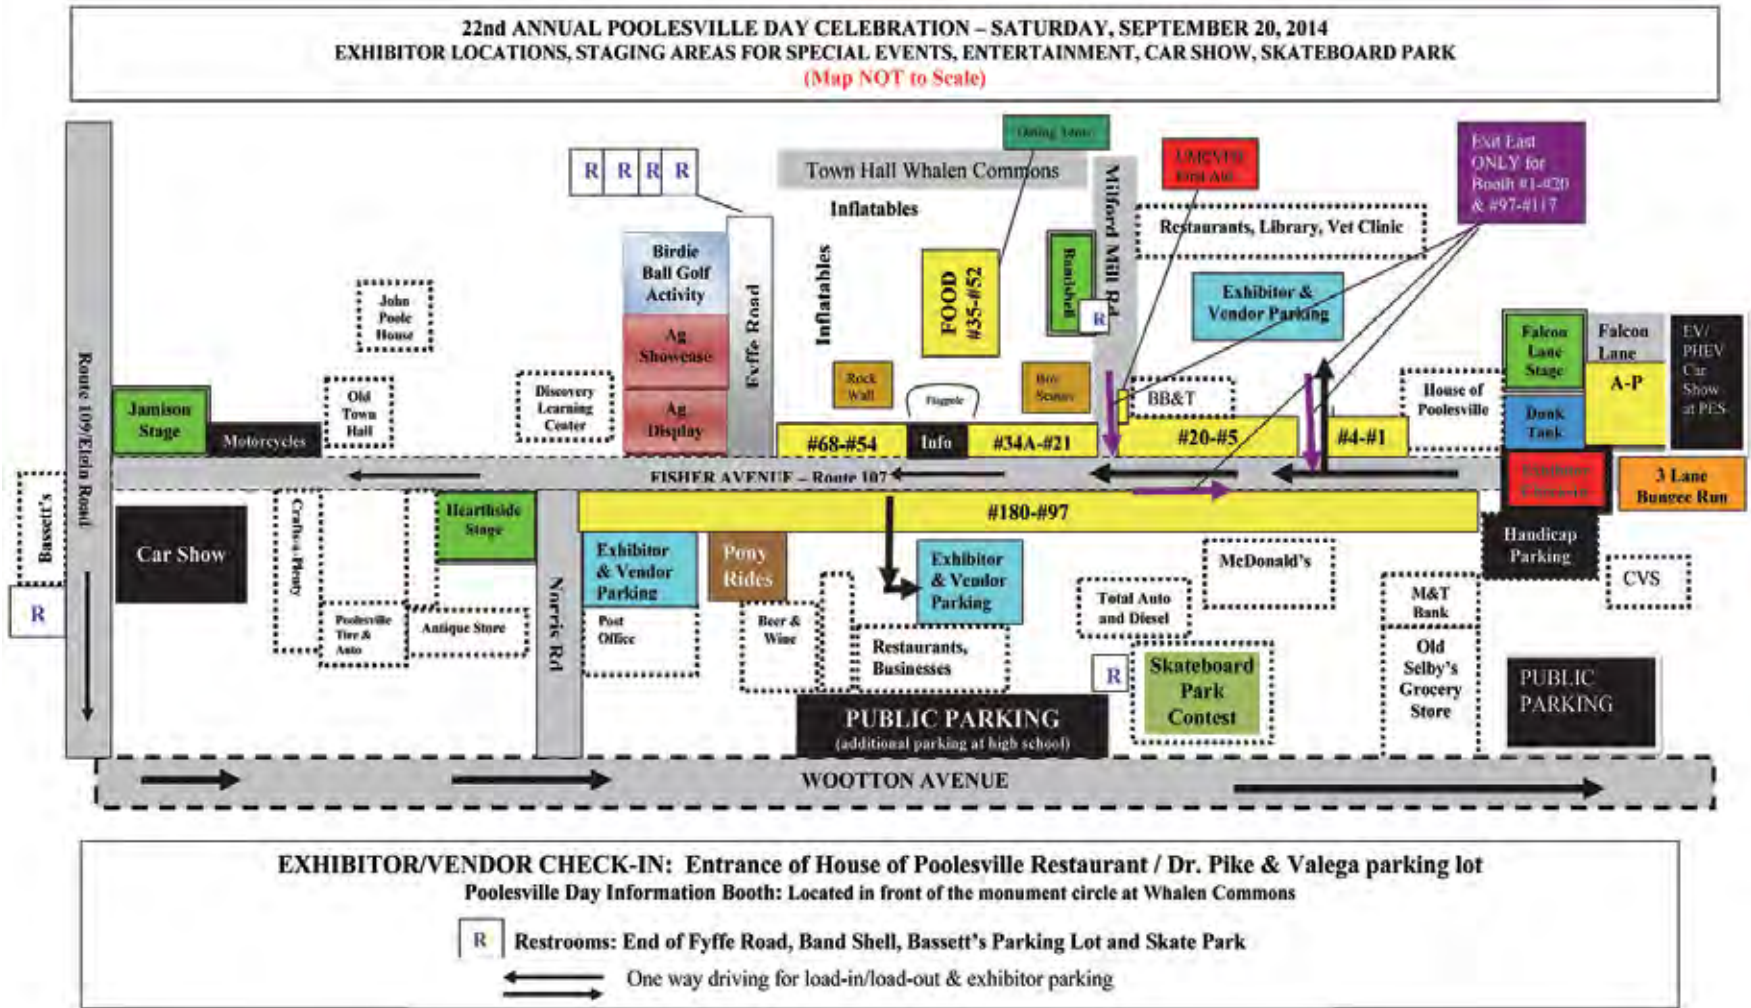 22nd ANNUAL POOLESVILLE DAY CELEBRATION – SATURDAY, SEPTEMBER 20, 2014
EXHIBITOR LOCATIONS, STAGING AREAS FOR SPECIAL EVENTS, ENTERTAINMENT, CAR SHOW, SKATEBOARD PARK
(Map NOT to Scale)
Exit East
ONLY for
Booth #1-#20
& #97-#117
First Aid
R R R R
Town Hall Whalen Commons
Inflatables
Inflatables
Milford Mill Rd
Restaurants, Library, Vet Clinic
Birdie
Ball Golf
Activity
Fyffe Road
FOOD
#35-#52
R
Exhibitor &
Vendor Parking
John
Poole
House
Ag
Showcase
Ag
Display
Falcon
Lane
Stage
Falcon
Lane
EV/
PHEV
Car
Show
at PES
A-P
Dunk
Tank
Route 109/Elgin Road
Jamison
Stage
Motorcycles
Old
Town
Hall
Discovery
Learning
Center
Rock
Wall
Flagpole
Boy
Scouts
BB&T
House of
Poolesville
#68-#54
Info
#34A-#21
#20-#5
#4-#1
FISHER AVENUE – Route 107
3 Lane
Bungee Run
Bassett's
R
Car Show
Crafts-a-Plenty
Hearthside
Stage
#180-#97
Handicap
Parking
Norris Rd
Exhibitor
& Vendor
Parking
Pony
Rides
Exhibitor
& Vendor
Parking
McDonald's
CVS
Poolesville
Tire &
Auto
Antique Store
Post
Office
Beer &
Wine
Restaurants,
Businesses
Total Auto
and Diesel
M&T
Bank
Old
Selby's
Grocery
Store
R
Skateboard
Park
Contest
PUBLIC
PARKING
PUBLIC PARKING
(additional parking at high school)
WOOTTON AVENUE
EXHIBITOR/VENDOR CHECK-IN: Entrance of House of Poolesville Restaurant / Dr. Pike & Valega parking lot
Poolesville Day Information Booth: Located in front of the monument circle at Whalen Commons
R Restrooms: End of Fyffe Road, Band Shell, Bassett's Parking Lot and Skate Park
One way driving for load-in/load-out & exhibitor parking